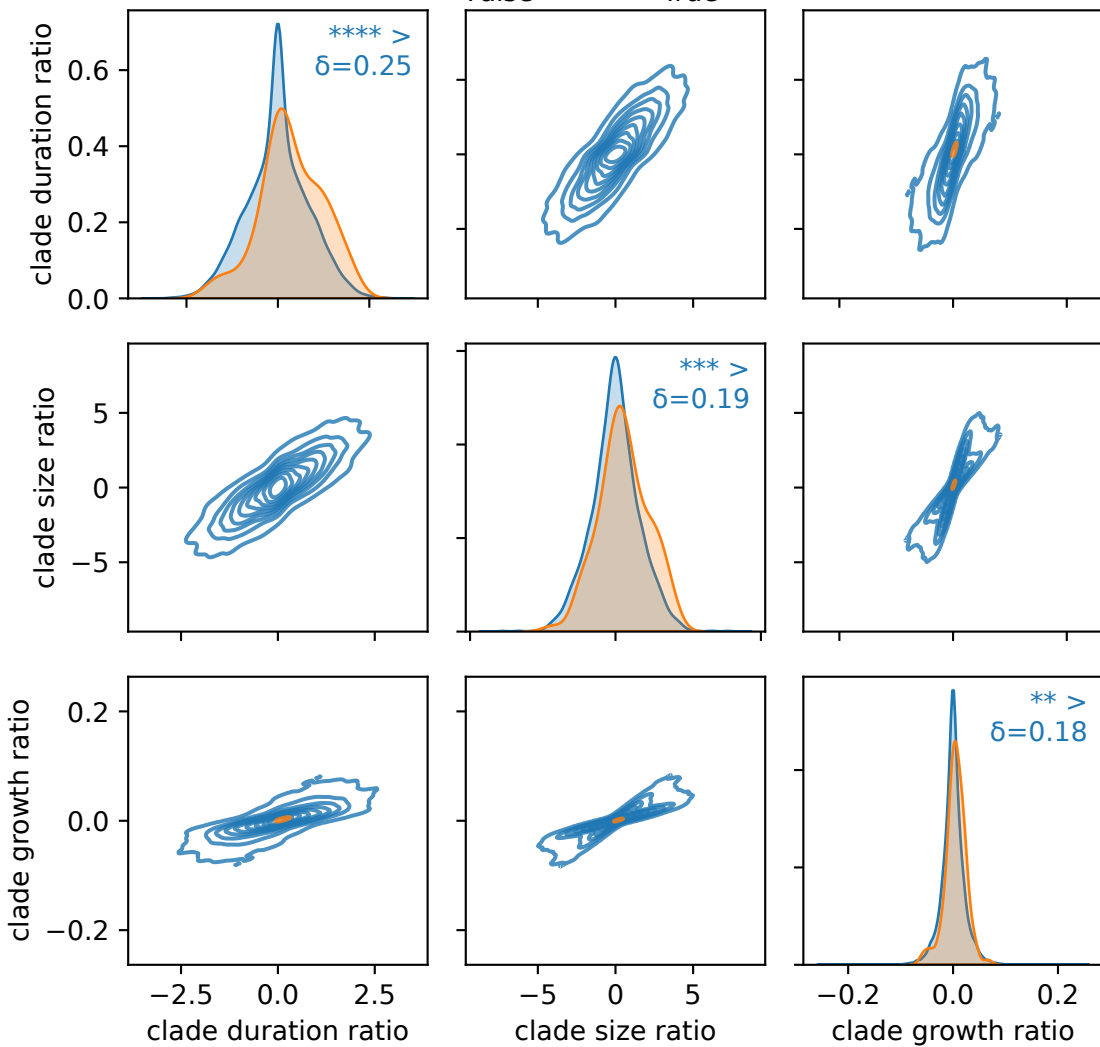 clade duration ratio
0.6
0.4
0.2
0.0
**** >
δ=0.25
clade size ratio
5
0
−5
*** >
δ=0.19
clade growth ratio
0.2
0.0
−0.2
** >
δ=0.18
−2.5 0.0 2.5
−5 0 5
−0.2 0.0 0.2
clade duration ratio
clade size ratio
clade growth ratio